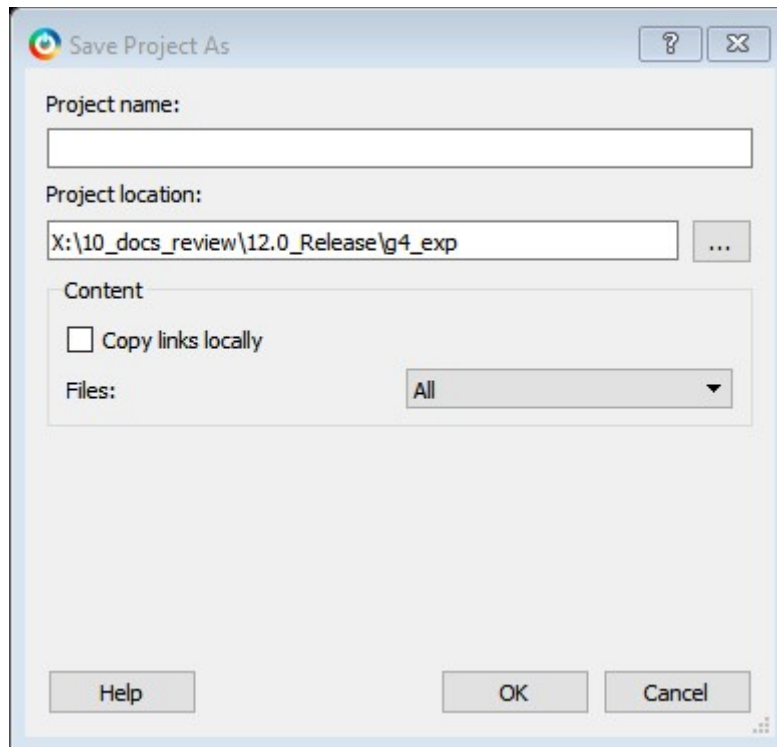 Save Project As
?
Project name:
Project location:
X:\10_docs_review\12.0_Release\g4_exp
...
Content
Copy links locally
Files:
All
Help
OK
Cancel